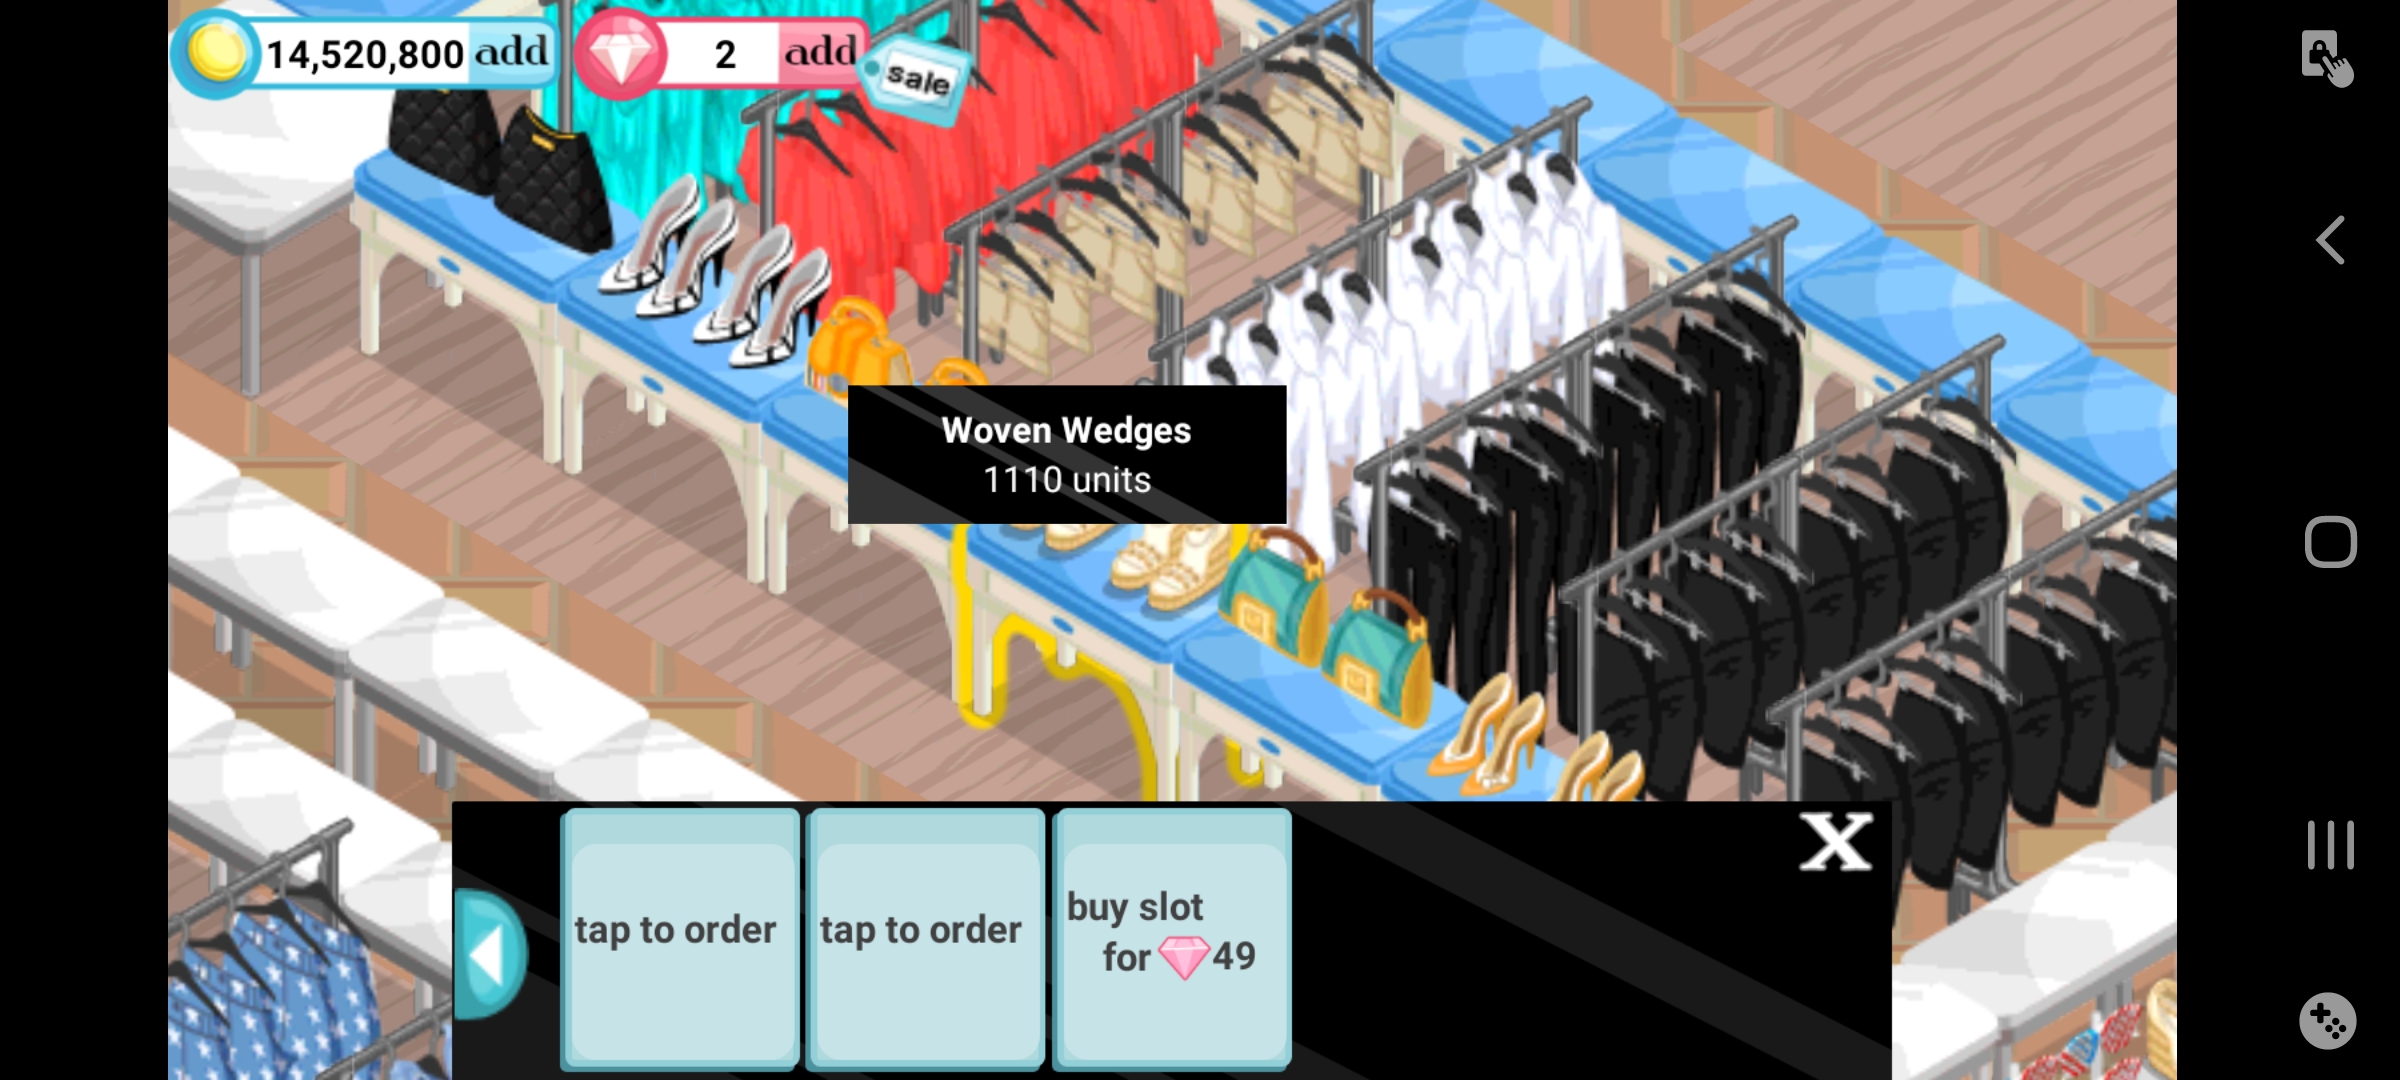 14,520,800 add
2 add
sale
Woven Wedges
1110 units
tap to order
tap to order
buy slot
for 49
X